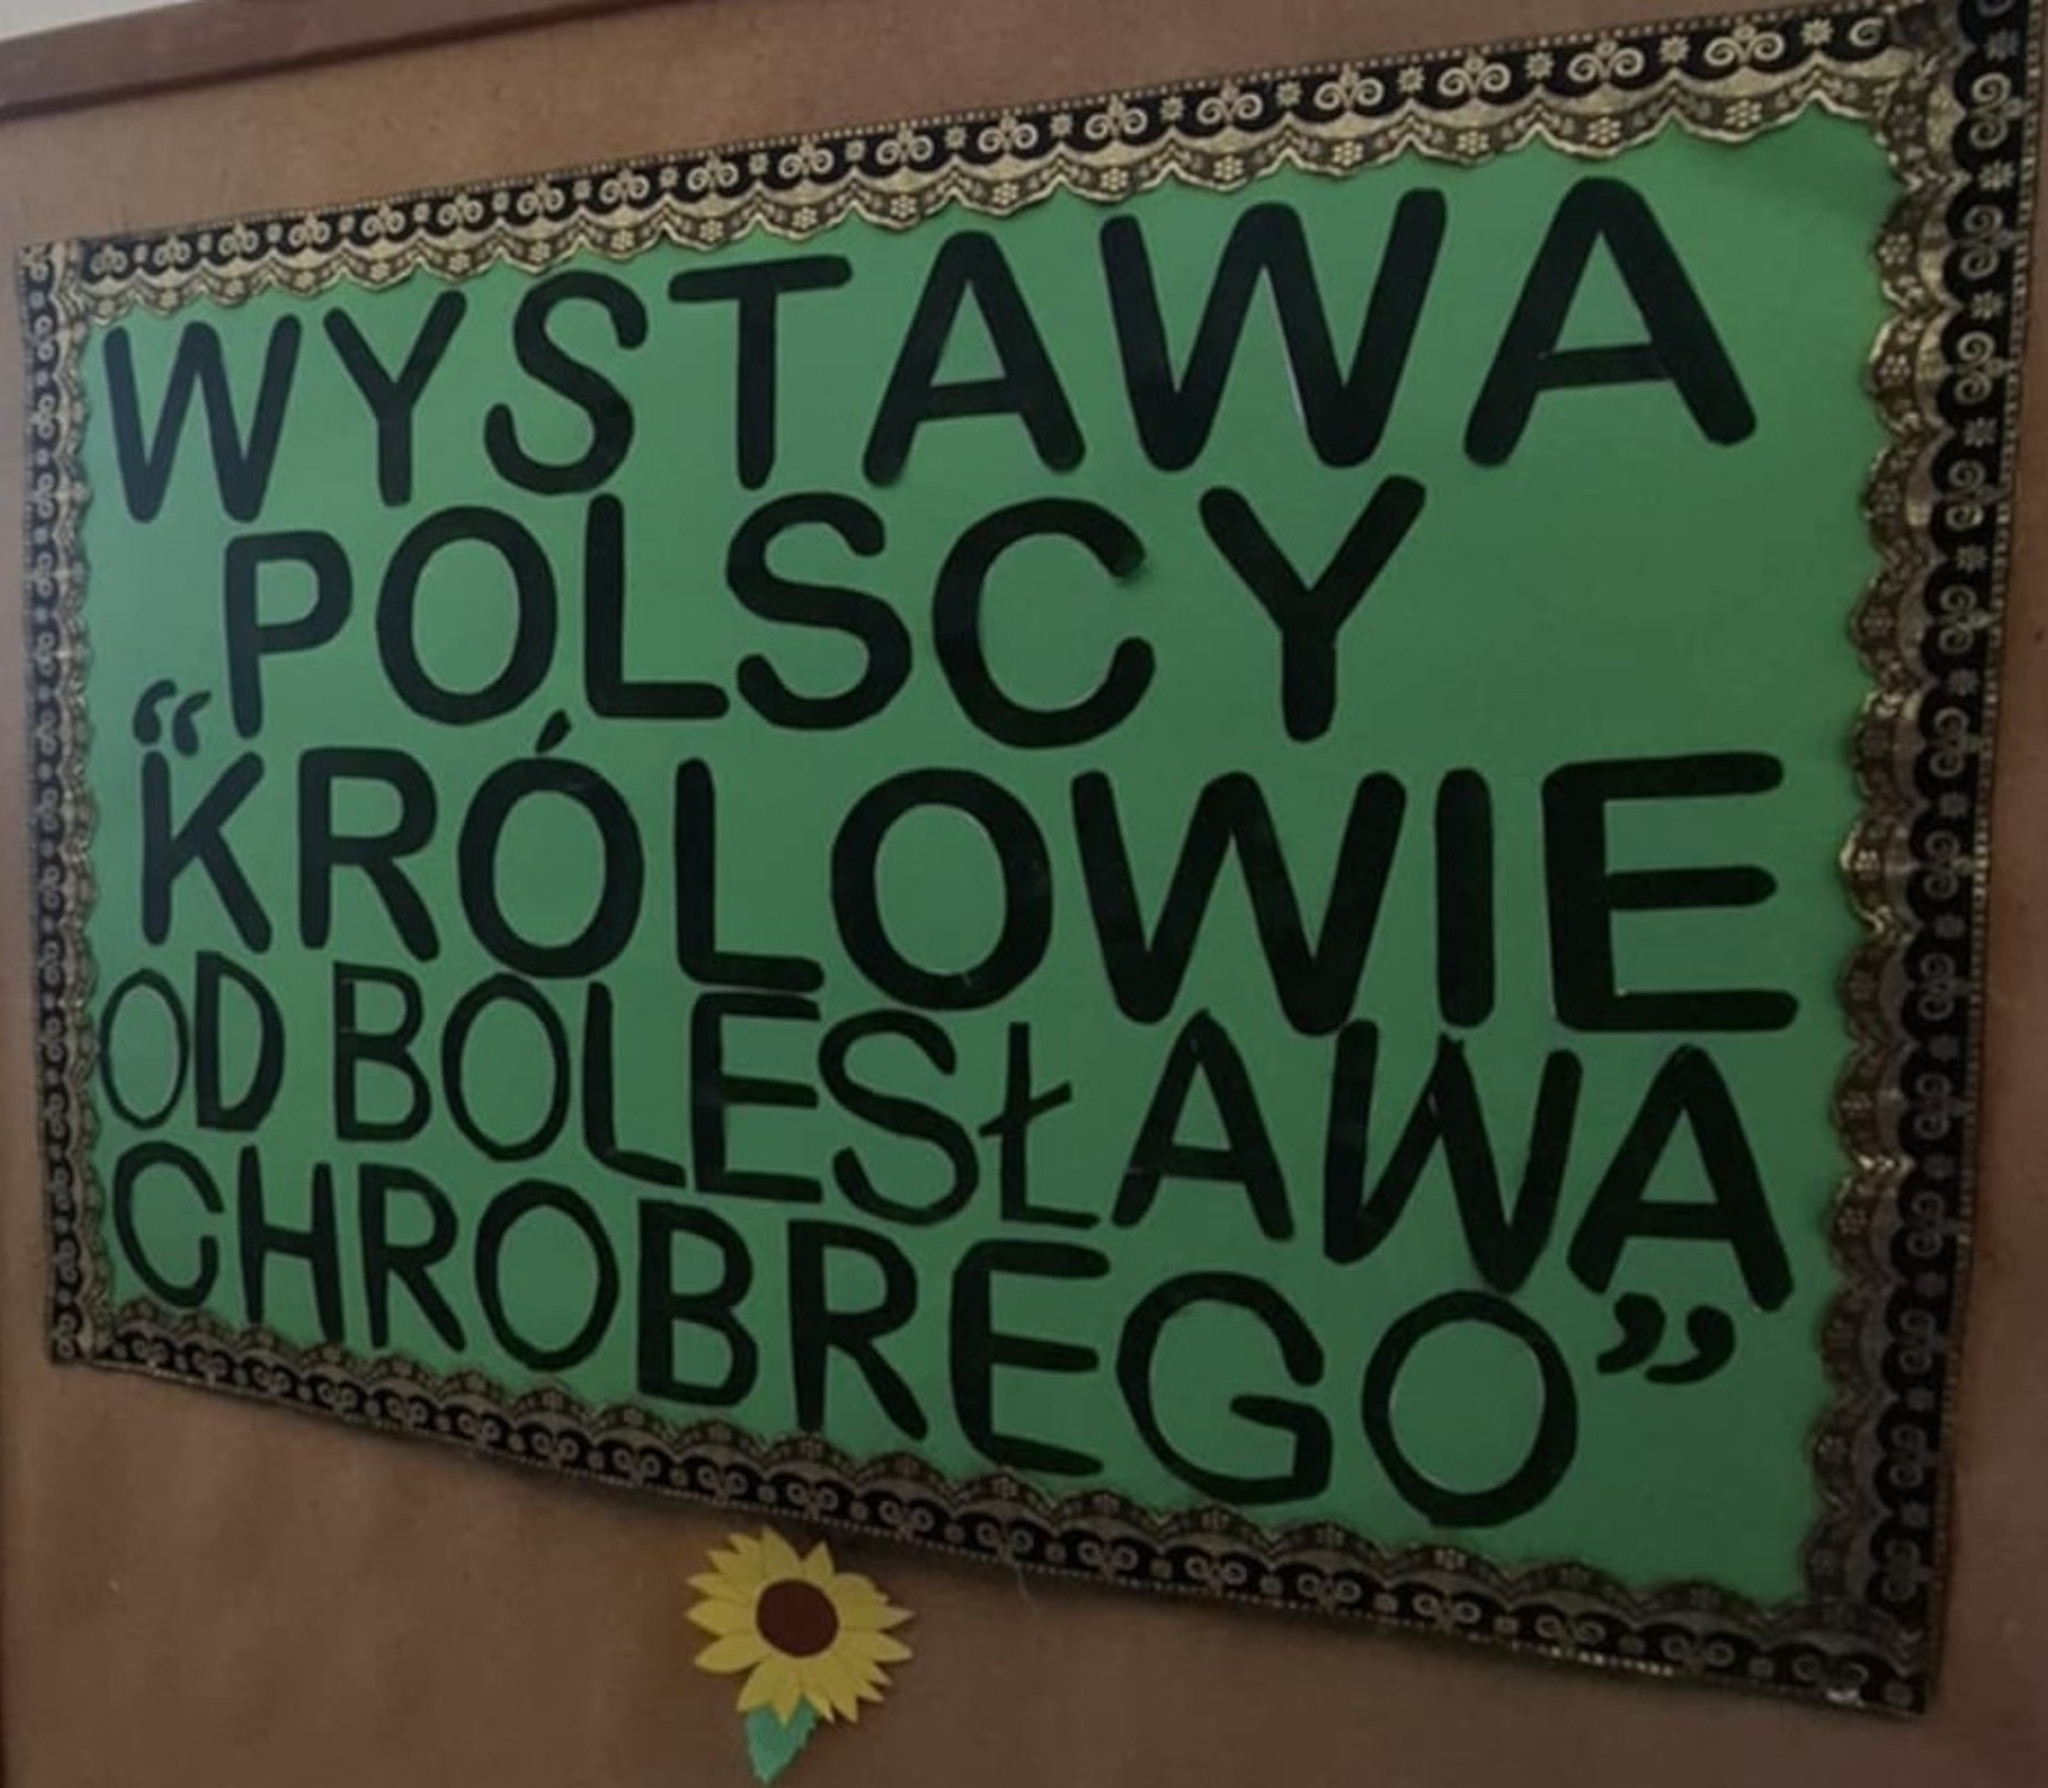 WYSTAWA
POLSCY
“KRÓLOWIE
OD BOLESŁAWA
CHROBREGO”